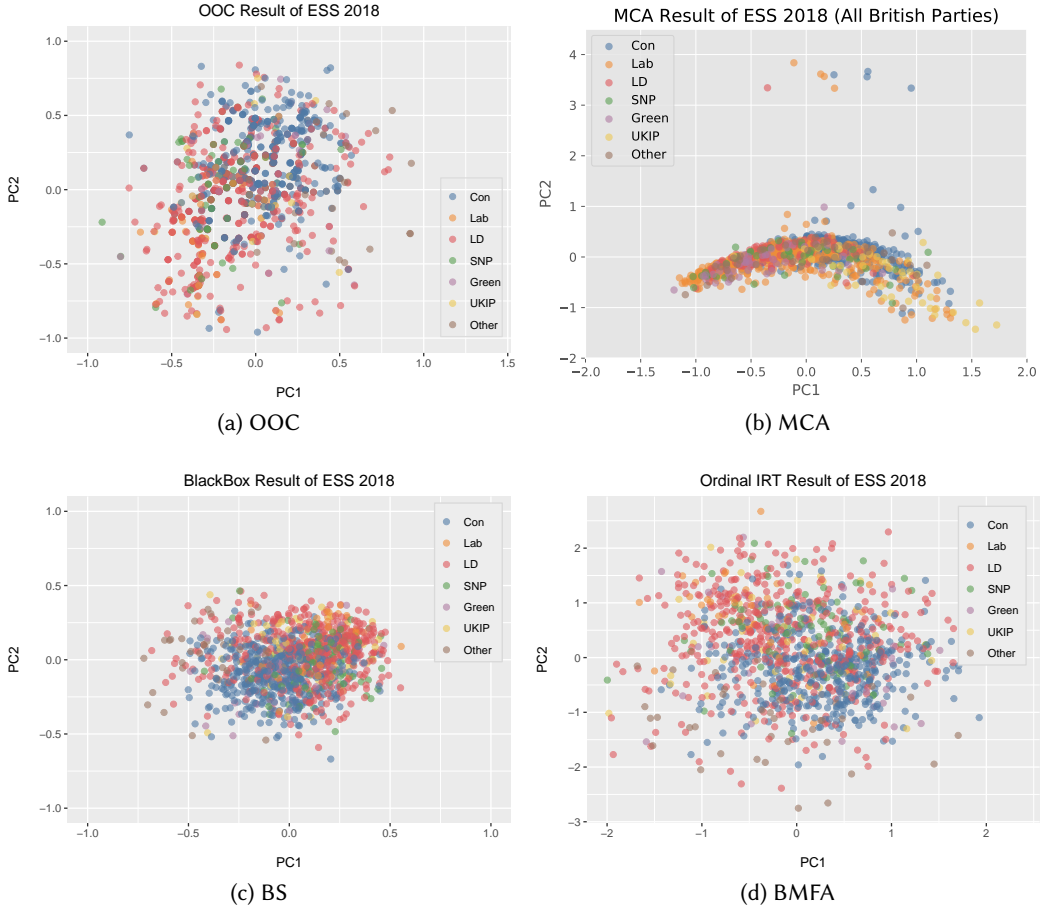 OOC Result of ESS 2018
1.0
0.5
0.0
−0.5
−1.0
PC2
−1.0
−0.5
0.0
0.5
1.0
1.5
PC1
Con
Lab
LD
SNP
Green
UKIP
Other
(a) OOC
MCA Result of ESS 2018 (All British Parties)
4
3
2
1
0
−1
−2
PC2
−2.0
−1.5
−1.0
−0.5
0.0
0.5
1.0
1.5
2.0
PC1
Con
Lab
LD
SNP
Green
UKIP
Other
(b) MCA
BlackBox Result of ESS 2018
1.0
0.5
0.0
−0.5
−1.0
PC2
−1.0
−0.5
0.0
0.5
1.0
PC1
Con
Lab
LD
SNP
Green
UKIP
Other
(c) BS
Ordinal IRT Result of ESS 2018
2
1
0
−1
−2
−3
PC2
−2
−1
0
1
2
PC1
Con
Lab
LD
SNP
Green
UKIP
Other
(d) BMFA